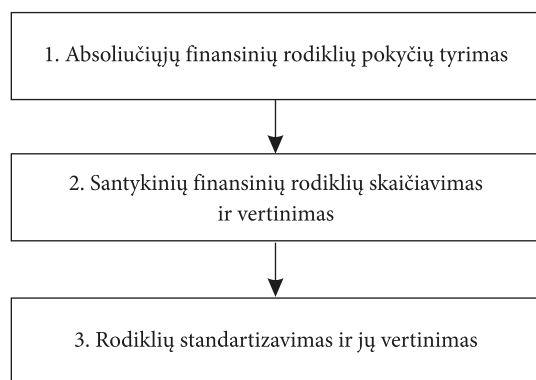 1. Absoliučiųjų finansinių rodiklių pokyčių tyrimas
2. Santykinių finansinių rodiklių skaičiavimas
ir vertinimas
3. Rodiklių standartizavimas ir jų vertinimas